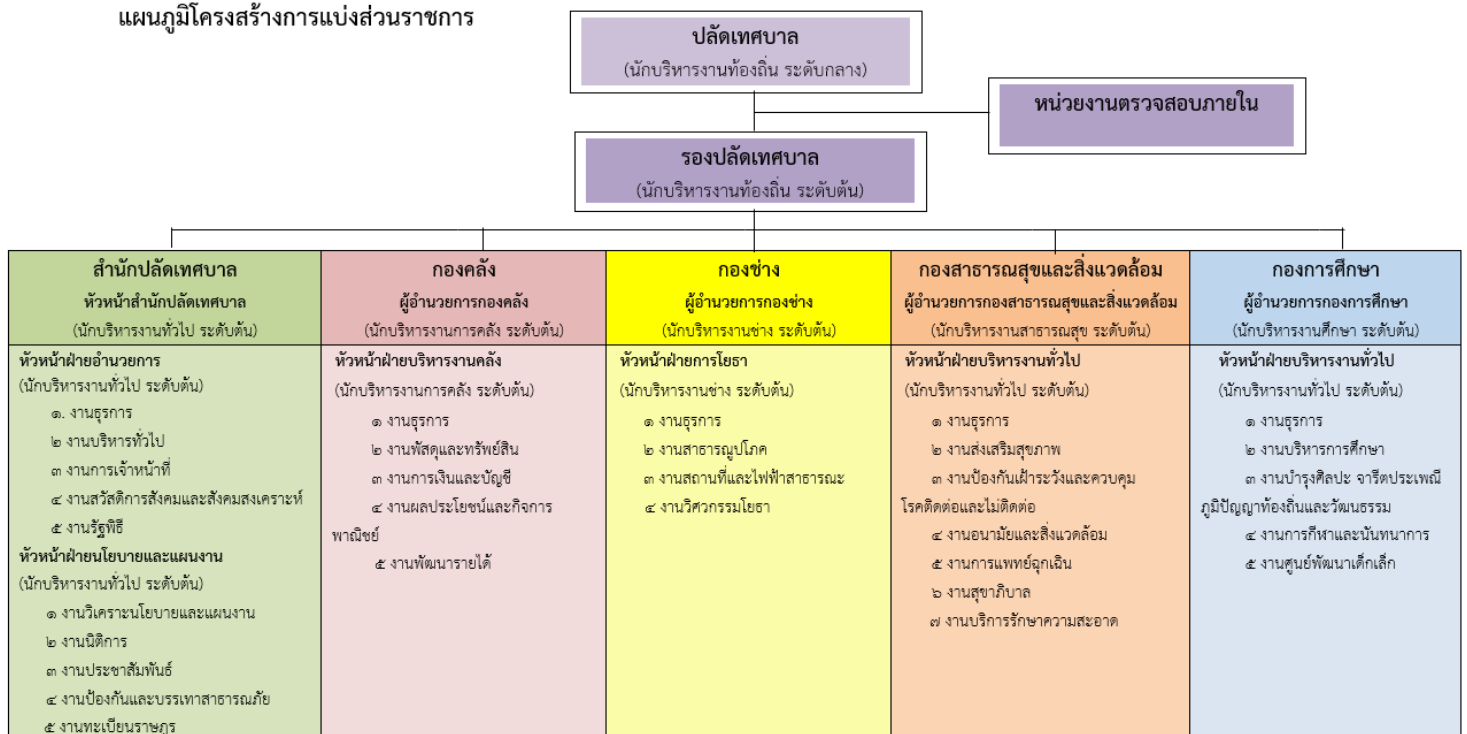 แผนภูมิโครงสร้างการแบ่งส่วนราชการ
ปลัดเทศบาล
(นักบริหารงานท้องถิ่น ระดับกลาง)
หน่วยงานตรวจสอบภายใน
รองปลัดเทศบาล
(นักบริหารงานท้องถิ่น ระดับต้น)
สำนักปลัดเทศบาล
หัวหน้าสำนักปลัดเทศบาล
(นักบริหารงานทั่วไป ระดับต้น)
หัวหน้าฝ่ายอำนวยการ
(นักบริหารงานทั่วไป ระดับต้น)
๑. งานธุรการ
๒ งานบริหารทั่วไป
๓ งานการเจ้าหน้าที่
๔ งานสวัสดิการสังคมและสังคมสงเคราะห์
๕ งานรัฐพิธี
หัวหน้าฝ่ายนโยบายและแผนงาน
(นักบริหารงานทั่วไป ระดับต้น)
๑ งานวิเคราะนโยบายและแผนงาน
๒ งานนิติการ
๓ งานประชาสัมพันธ์
๔ งานป้องกันและบรรเทาสาธารณภัย
๕ งานทะเบียนราษฎร
กองคลัง
ผู้อำนวยการกองคลัง
(นักบริหารงานการคลัง ระดับต้น)
หัวหน้าฝ่ายบริหารงานคลัง
(นักบริหารงานการคลัง ระดับต้น)
๑ งานธุรการ
๒ งานพัสดุและทรัพย์สิน
๓ งานการเงินและบัญชี
๔ งานผลประโยชน์และกิจการ
พาณิชย์
๕ งานพัฒนารายได้
กองช่าง
ผู้อำนวยการกองช่าง
(นักบริหารงานช่าง ระดับต้น)
หัวหน้าฝ่ายการโยธา
(นักบริหารงานช่าง ระดับต้น)
๑ งานธุรการ
๒ งานสาธารณูปโภค
๓ งานสถานที่และไฟฟ้าสาธารณะ
๔ งานวิศวกรรมโยธา
กองสาธารณสุขและสิ่งแวดล้อม
ผู้อำนวยการกองสาธารณสุขและสิ่งแวดล้อม
(นักบริหารงานสาธารณสุข ระดับต้น)
หัวหน้าฝ่ายบริหารงานทั่วไป
(นักบริหารงานทั่วไป ระดับต้น)
๑ งานธุรการ
๒ งานส่งเสริมสุขภาพ
๓ งานป้องกันเฝ้าระวังและควบคุม
โรคติดต่อและไม่ติดต่อ
๔ งานอนามัยและสิ่งแวดล้อม
๕ งานการแพทย์ฉุกเฉิน
๖ งานสุขาภิบาล
๗ งานบริการรักษาความสะอาด
กองการศึกษา
ผู้อำนวยการกองการศึกษา
(นักบริหารงานศึกษา ระดับต้น)
หัวหน้าฝ่ายบริหารงานทั่วไป
(นักบริหารงานทั่วไป ระดับต้น)
๑ งานธุรการ
๒ งานบริหารการศึกษา
๓ งานบำรุงศิลปะ จารีตประเพณี
ภูมิปัญญาท้องถิ่นและวัฒนธรรม
๔ งานการกีฬาและนันทนาการ
๕ งานศูนย์พัฒนาเด็กเล็ก